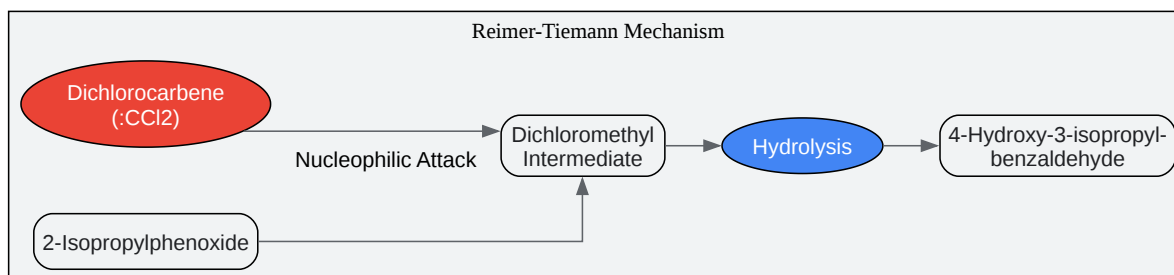 Reimer-Tiemann Mechanism
Dichlorocarbene
(:CCl2)
Nucleophilic Attack
2-Isopropylphenoxide
Dichloromethyl
Intermediate
Hydrolysis
4-Hydroxy-3-isopropyl-
benzaldehyde